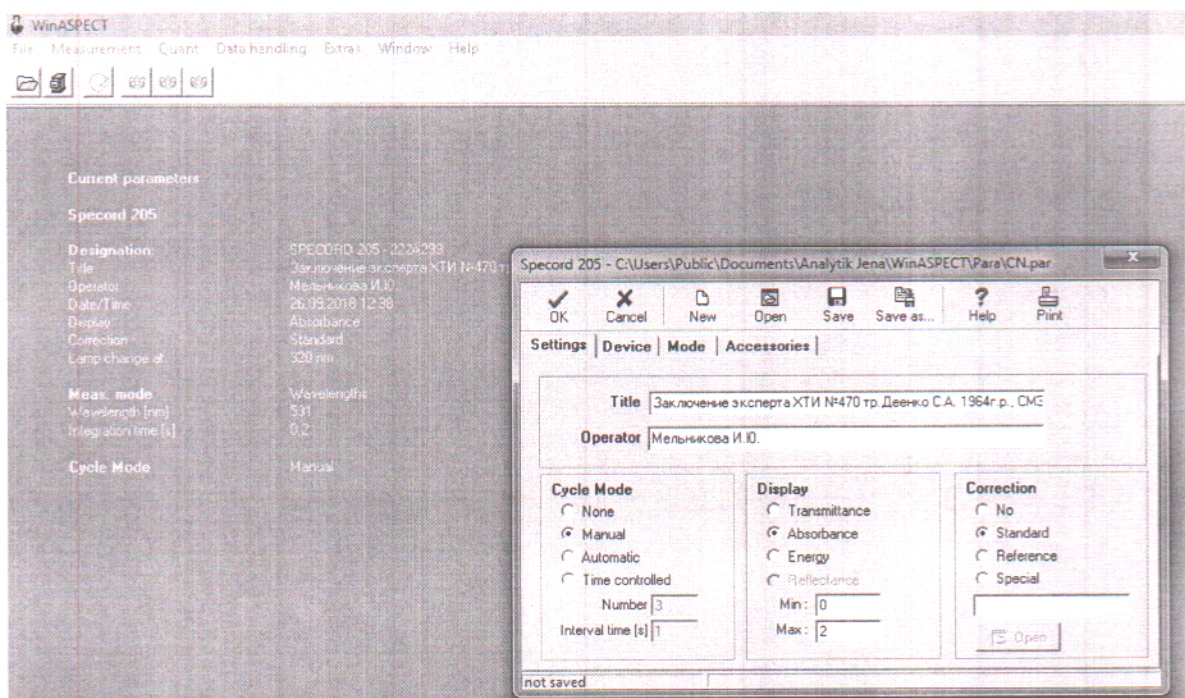 WinASPECT
File Measurement Quant Data handling Extras Window Help
Current parameters
Specord 205
Designation: SPECORD 205 - 222A293
Title Заключение эксперта ХТИ №470 тр
Operator Мельникова И.Ю.
Date/Time 26.09.2018 12:38
Display Absorbance
Correction Standard
Lamp change at 320 nm
Meas. mode Wavelengths
Wavelength [nm] 531
Integration time [s] 0,2
Cycle Mode Manual
Specord 205 - C:\Users\Public\Documents\Analytik Jena\WinASPECT\Para\CN.par
OK Cancel New Open Save Save as... Help Print
Settings Device Mode Accessories
Title Заключение эксперта ХТИ №470 тр. Деенко С.А. 1964г.р., СМЭ
Operator Мельникова И.Ю.
Cycle Mode
None
Manual
Automatic
Time controlled
Number 3
Interval time [s] 1
Display
Transmittance
Absorbance
Energy
Reflectance
Min: 0
Max: 2
Correction
No
Standard
Reference
Special
Open
not saved